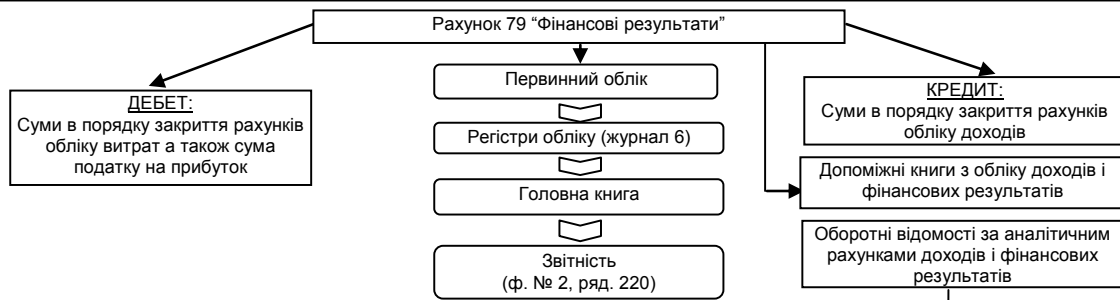 Рахунок 79 “Фінансові результати”
Первинний облік
ДЕБЕТ:
Суми в порядку закриття рахунків
обліку витрат а також сума
податку на прибуток
КРЕДИТ:
Суми в порядку закриття рахунків
обліку доходів
Регістри обліку (журнал 6)
Допоміжні книги з обліку доходів і
фінансових результатів
Головна книга
Оборотні відомості за аналітичним
рахунками доходів і фінансових
результатів
Звітність
(ф. № 2, ряд. 220)